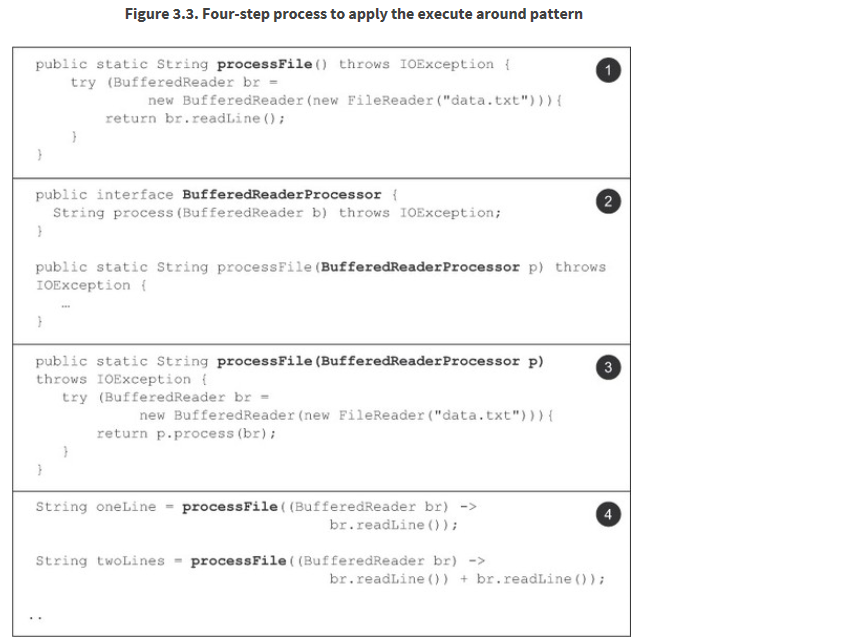 Figure 3.3. Four-step process to apply the execute around pattern
public static String processFile() throws IOException {
1
try (BufferedReader br =
new BufferedReader(new FileReader("data.txt"))){
return br.readLine();
}
}
public interface BufferedReaderProcessor {
2
String process(BufferedReader b) throws IOException;
}
public static String processFile(BufferedReaderProcessor p) throws
IOException {
…
}
public static String processFile(BufferedReaderProcessor p)
3
throws IOException {
try (BufferedReader br =
new BufferedReader(new FileReader("data.txt"))){
return p.process(br);
}
}
String oneLine = processFile((BufferedReader br) ->
4
br.readLine());
String twoLines = processFile((BufferedReader br) ->
br.readLine()) + br.readLine());
..